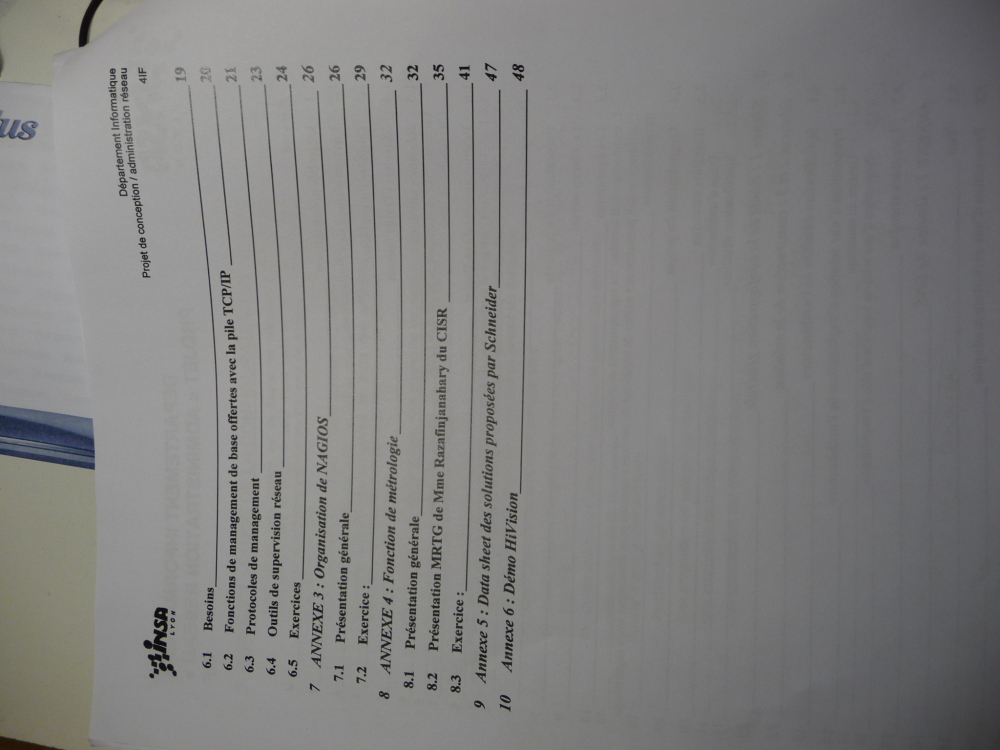 us
INSA
LYON
Département Informatique
Projet de conception / administration réseau
4IF
6.1 Besoins 19
6.2 Fonctions de management de base offertes avec la pile TCP/IP 20
6.3 Protocoles de management 21
6.4 Outils de supervision réseau 23
6.5 Exercices 24
7 ANNEXE 3 : Organisation de NAGIOS 26
7.1 Présentation générale 26
7.2 Exercice : 29
8 ANNEXE 4 : Fonction de métrologie 32
8.1 Présentation générale 32
8.2 Présentation MRTG de Mme Razafinjanahary du CISR 35
8.3 Exercice : 41
9 Annexe 5 : Data sheet des solutions proposées par Schneider 47
10 Annexe 6 : Démo HiVision 48